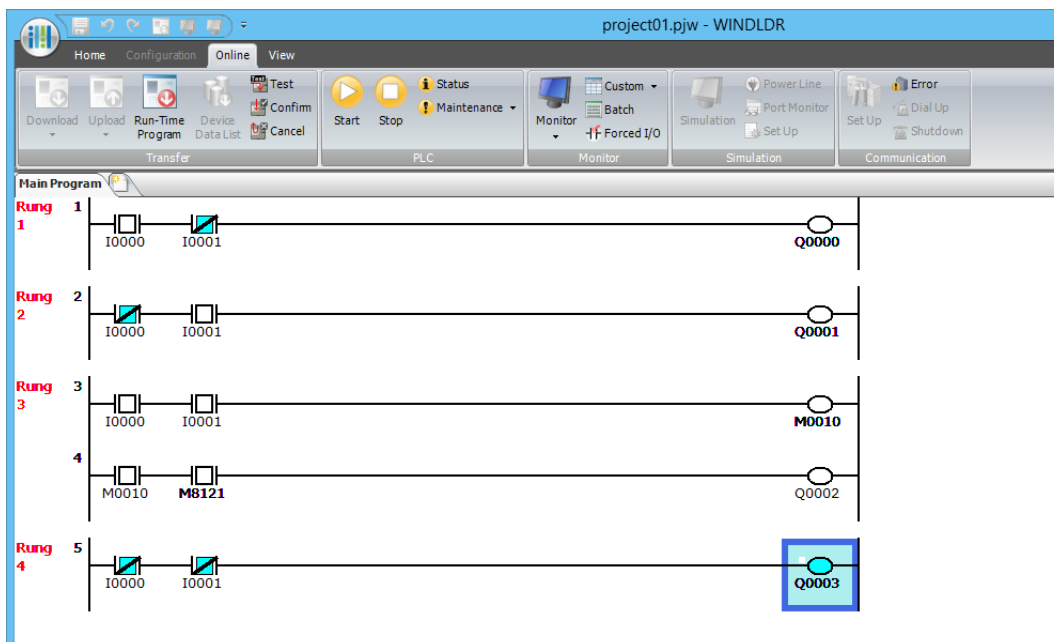 project01.pjw - WINDLDR
Home Configuration Online View
Download Upload Run-Time Program Device Data List Test Confirm Cancel
Start Stop Status Maintenance
Monitor Custom Batch Forced I/O
Simulation Power Line Port Monitor Set Up
Set Up Error Dial Up Shutdown
Transfer PLC Monitor Simulation Communication
Main Program
Rung 1 1
I0000 I0001 Q0000
Rung 2 2
I0000 I0001 Q0001
Rung 3 3
I0000 I0001 M0010
4
M0010 M8121 Q0002
Rung 4 5
I0000 I0001 Q0003